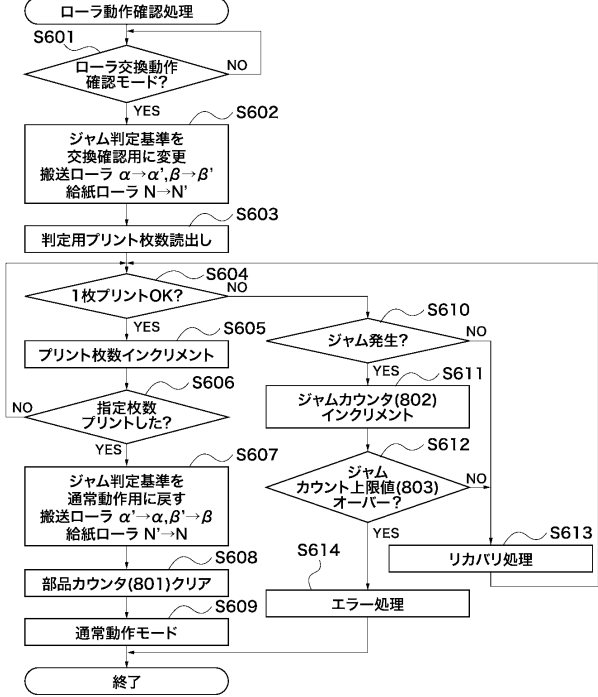 ローラ動作確認処理
S601
ローラ交換動作
確認モード?
NO
YES
S602
ジャム判定基準を
交換確認用に変更
搬送ローラ α→α',β→β'
給紙ローラ N→N'
S603
判定用プリント枚数読出し
S604
1枚プリントOK?
NO
YES
S605
プリント枚数インクリメント
S606
指定枚数
プリントした?
NO
YES
S607
ジャム判定基準を
通常動作用に戻す
搬送ローラ α'→α,β'→β
給紙ローラ N'→N
S608
部品カウンタ(801)クリア
S609
通常動作モード
終了
S610
ジャム発生?
NO
YES
S611
ジャムカウンタ(802)
インクリメント
S612
ジャム
カウント上限値(803)
オーバー?
NO
YES
S613
リカバリ処理
S614
エラー処理